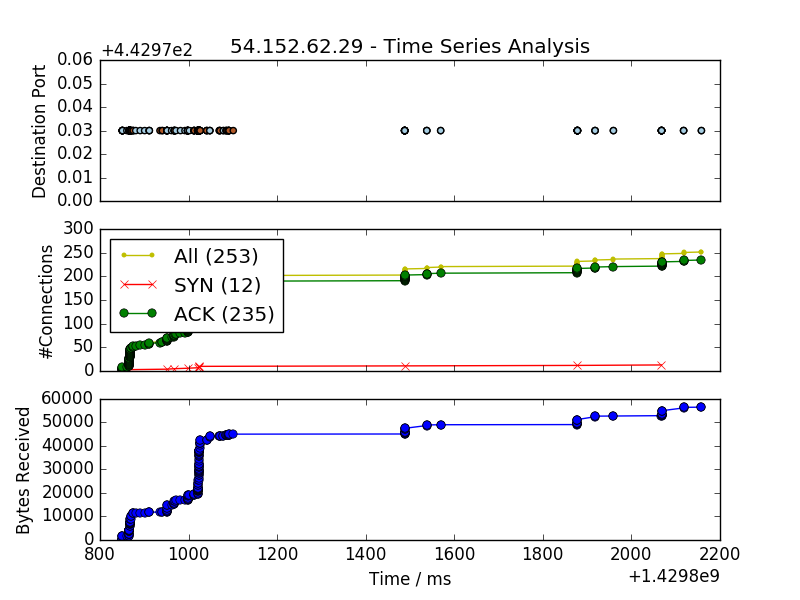 +4.4297e2
54.152.62.29 - Time Series Analysis
Destination Port
0.06
0.05
0.04
0.03
0.02
0.01
0.00
#Connections
300
250
200
150
100
50
0
All (253)
SYN (12)
ACK (235)
Bytes Received
60000
50000
40000
30000
20000
10000
0
800 1000 1200 1400 1600 1800 2000 2200
Time / ms
+1.4298e9